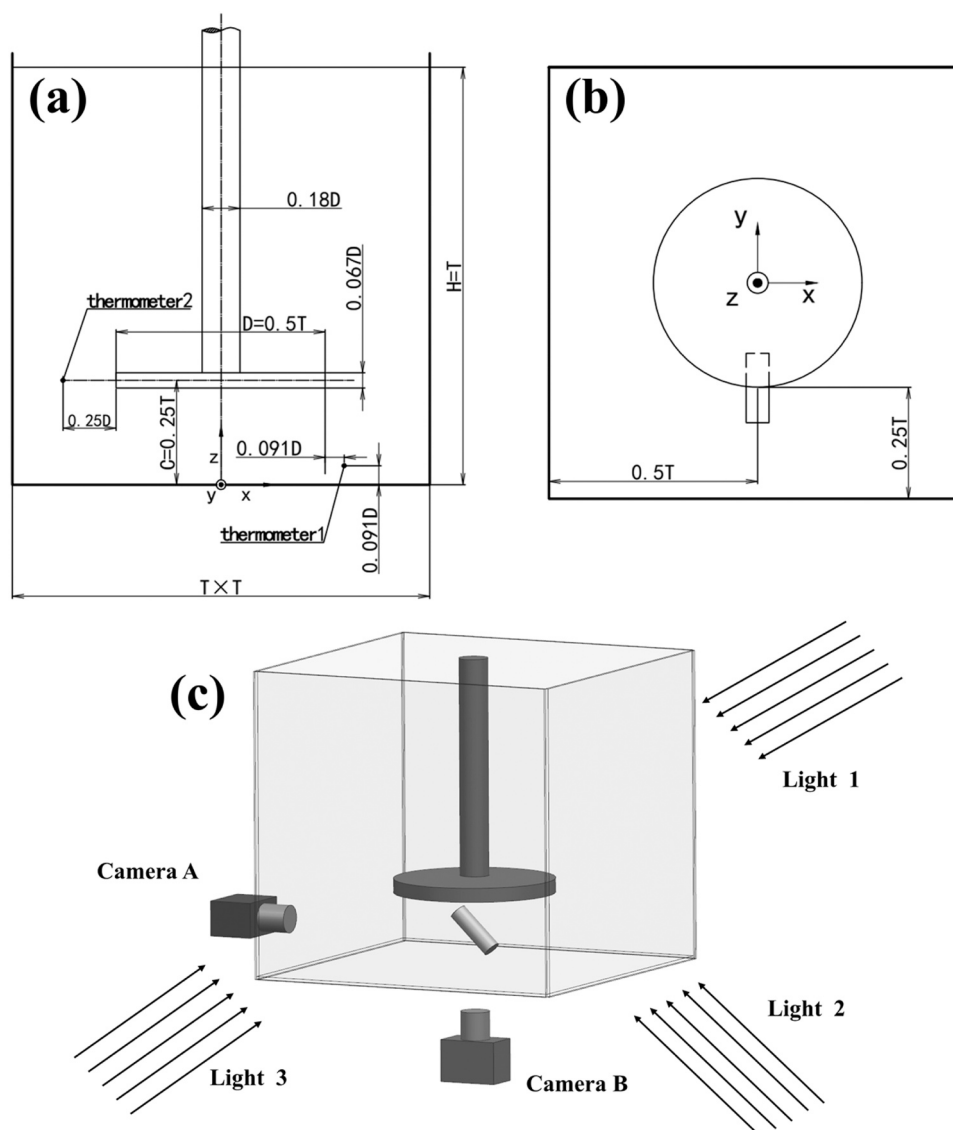 (a)
0.18D
0.067D
H=T
thermometer2
D=0.5T
0.25D
C=0.25T
0.091D
z
y
x
thermometer1
0.091D
T×T
(b)
y
z
x
0.5T
0.25T
(c)
Light 1
Camera A
Light 2
Light 3
Camera B